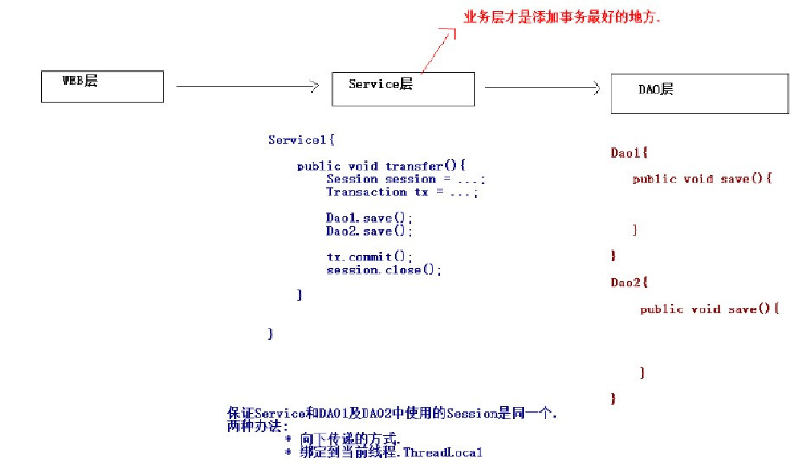 业务层才是添加事务最好的地方.
WEB层
Service层
DAO层
Service1{
public void transfer(){
Session session = ...;
Transaction tx = ...;
Dao1.save();
Dao2.save();
tx.commit();
session.close();
}
}
Dao1{
public void save(){
}
}
Dao2{
public void save(){
}
}
保证Service和DAO1及DAO2中使用的Session是同一个.
两种办法:
* 向下传递的方式.
* 绑定到当前线程.ThreadLocal